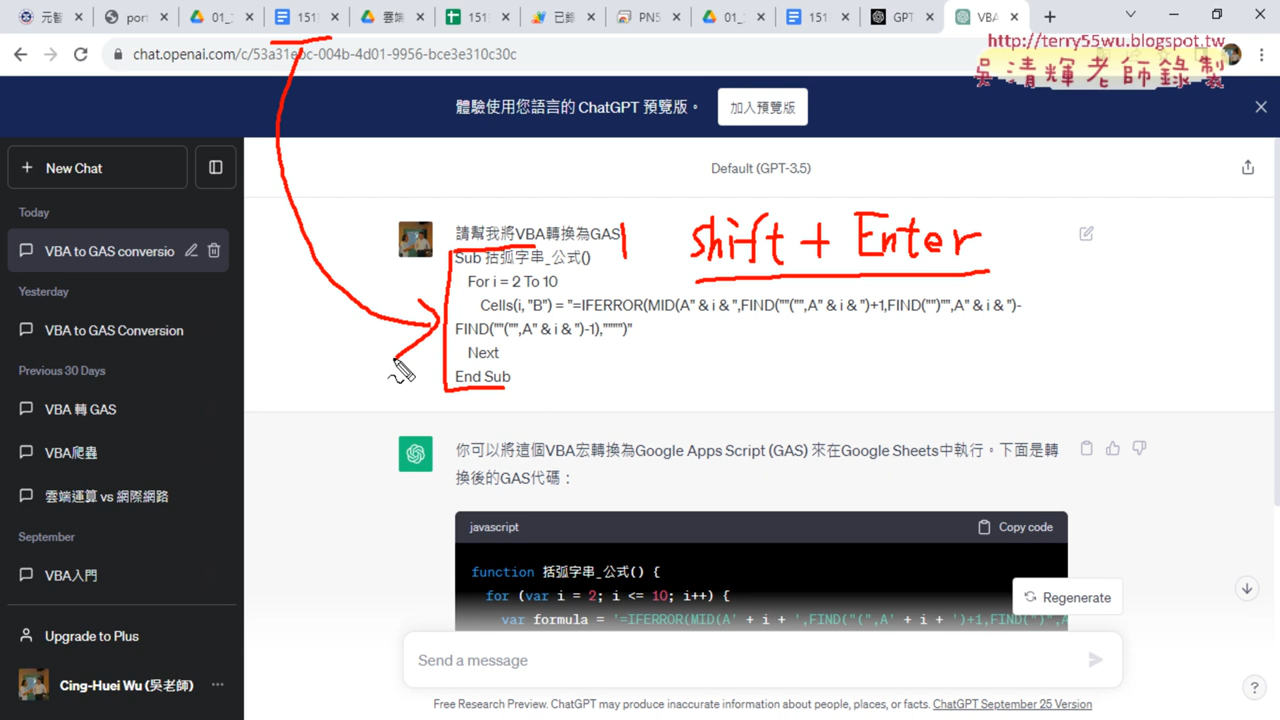 元智
port
01_
151
雲端
151
已錄
PN5
01_
151
GPT
VBA
chat.openai.com/c/53a31ebc-004b-4d01-9956-bce3e310c30c
http://terry55wu.blogspot.tw
吳清輝老師錄製
體驗使用您語言的 ChatGPT 預覽版。
加入預覽版
New Chat
Default (GPT-3.5)
Today
VBA to GAS conversio
Yesterday
VBA to GAS Conversion
Previous 30 Days
VBA 轉 GAS
VBA爬蟲
雲端運算 vs 網際網路
September
VBA入門
Upgrade to Plus
Cing-Huei Wu (吳老師)
請幫我將VBA轉換為GAS
Shift + Enter
Sub 括弧字串_公式()
For i = 2 To 10
Cells(i, "B") = "=IFERROR(MID(A" & i & ",FIND(""("",A" & i & ")+1,FIND("")"",A" & i & ")-
FIND(""("",A" & i & ")-1),"""")"
Next
End Sub
你可以將這個VBA宏轉換為Google Apps Script (GAS) 來在Google Sheets中執行。下面是轉
換後的GAS代碼：
javascript
Copy code
function 括弧字串_公式() {
for (var i = 2; i <= 10; i++) {
var formula = '=IFERROR(MID(A' + i + ',FIND("(",A' + i + ')+1,FIND(")",A
Regenerate
Send a message
Free Research Preview. ChatGPT may produce inaccurate information about people, places, or facts. ChatGPT September 25 Version
?